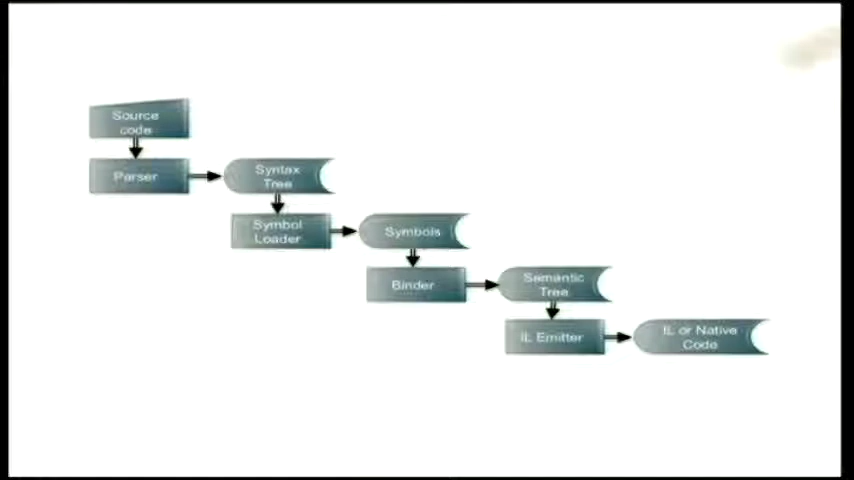 Source
code
Parser
Syntax
Tree
Symbol
Loader
Symbols
Binder
Semantic
Tree
IL Emitter
IL or Native
Code